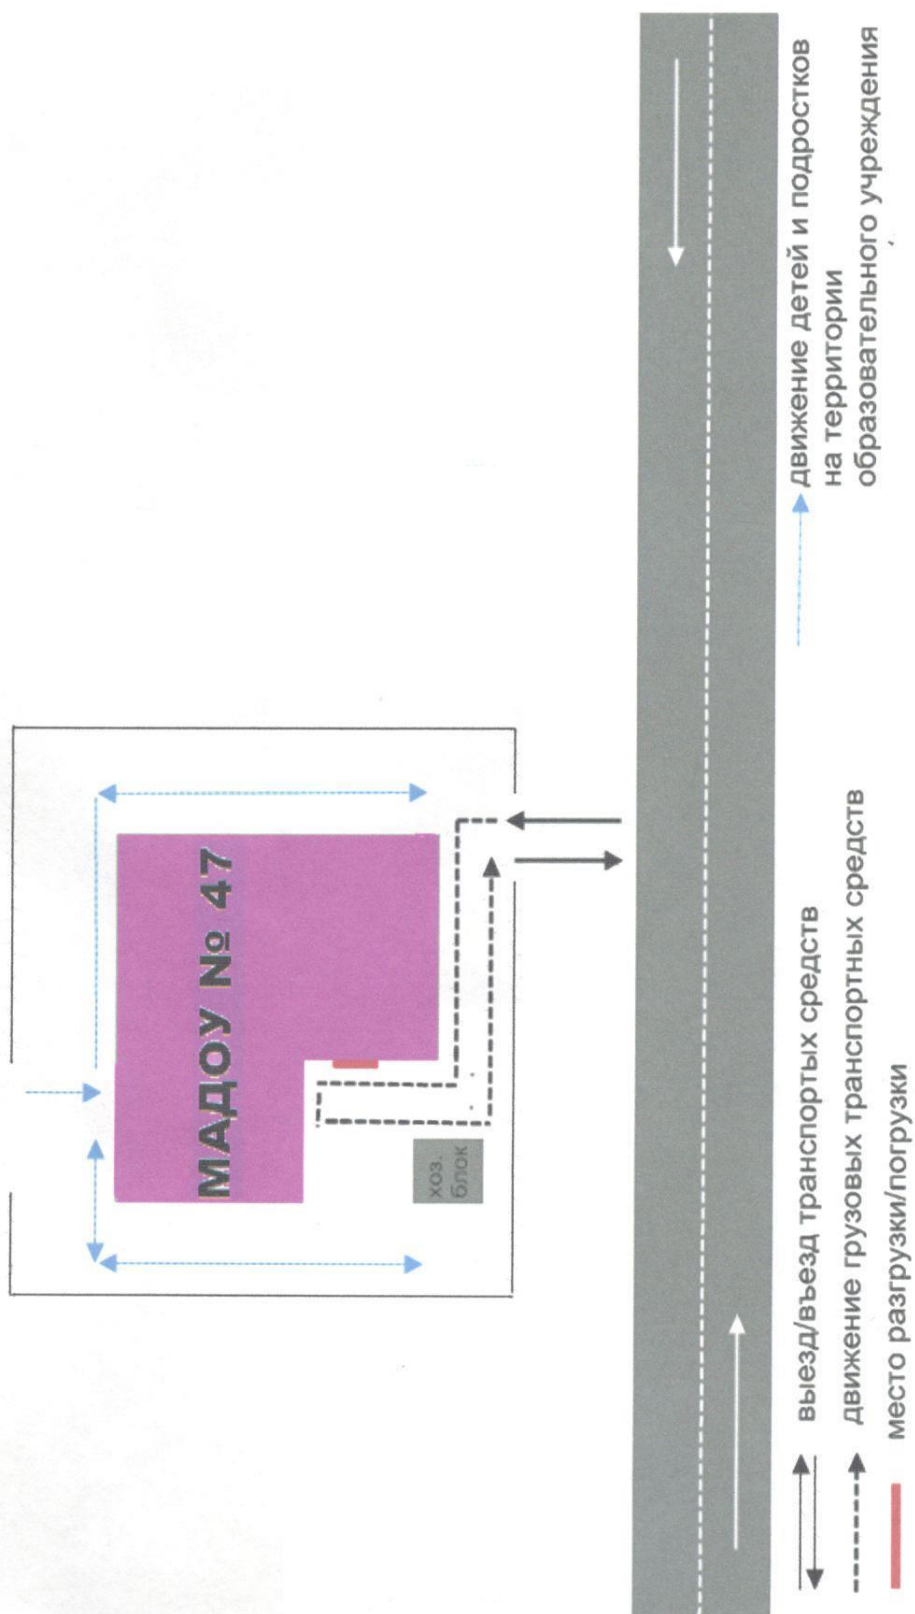 МАДОУ № 47
хоз.
блок
выезд/въезд транспортых средств
движение грузовых транспортных средств
место разгрузки/погрузки
движение детей и подростков
на территории
образовательного учреждения